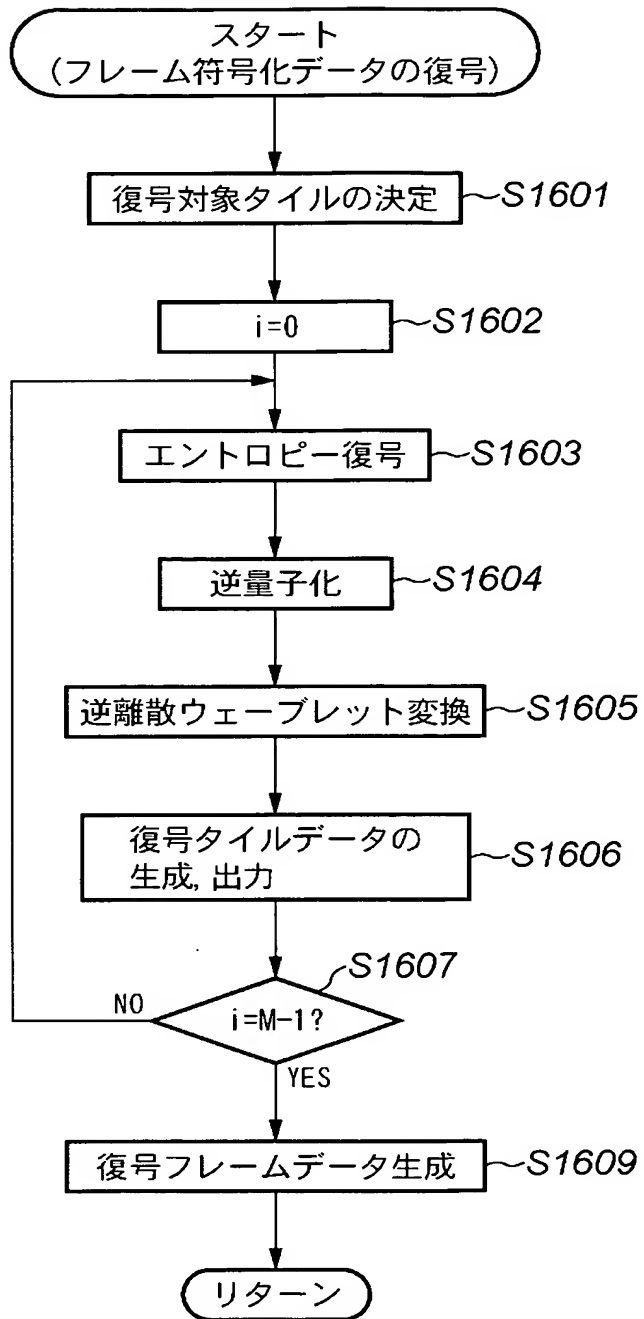 スタート
(フレーム符号化データの復号)
復号対象タイルの決定
S1601
i=0
S1602
エントロピー復号
S1603
逆量子化
S1604
逆離散ウェーブレット変換
S1605
復号タイルデータの
生成, 出力
S1606
S1607
NO
i=M-1?
YES
復号フレームデータ生成
S1609
リターン